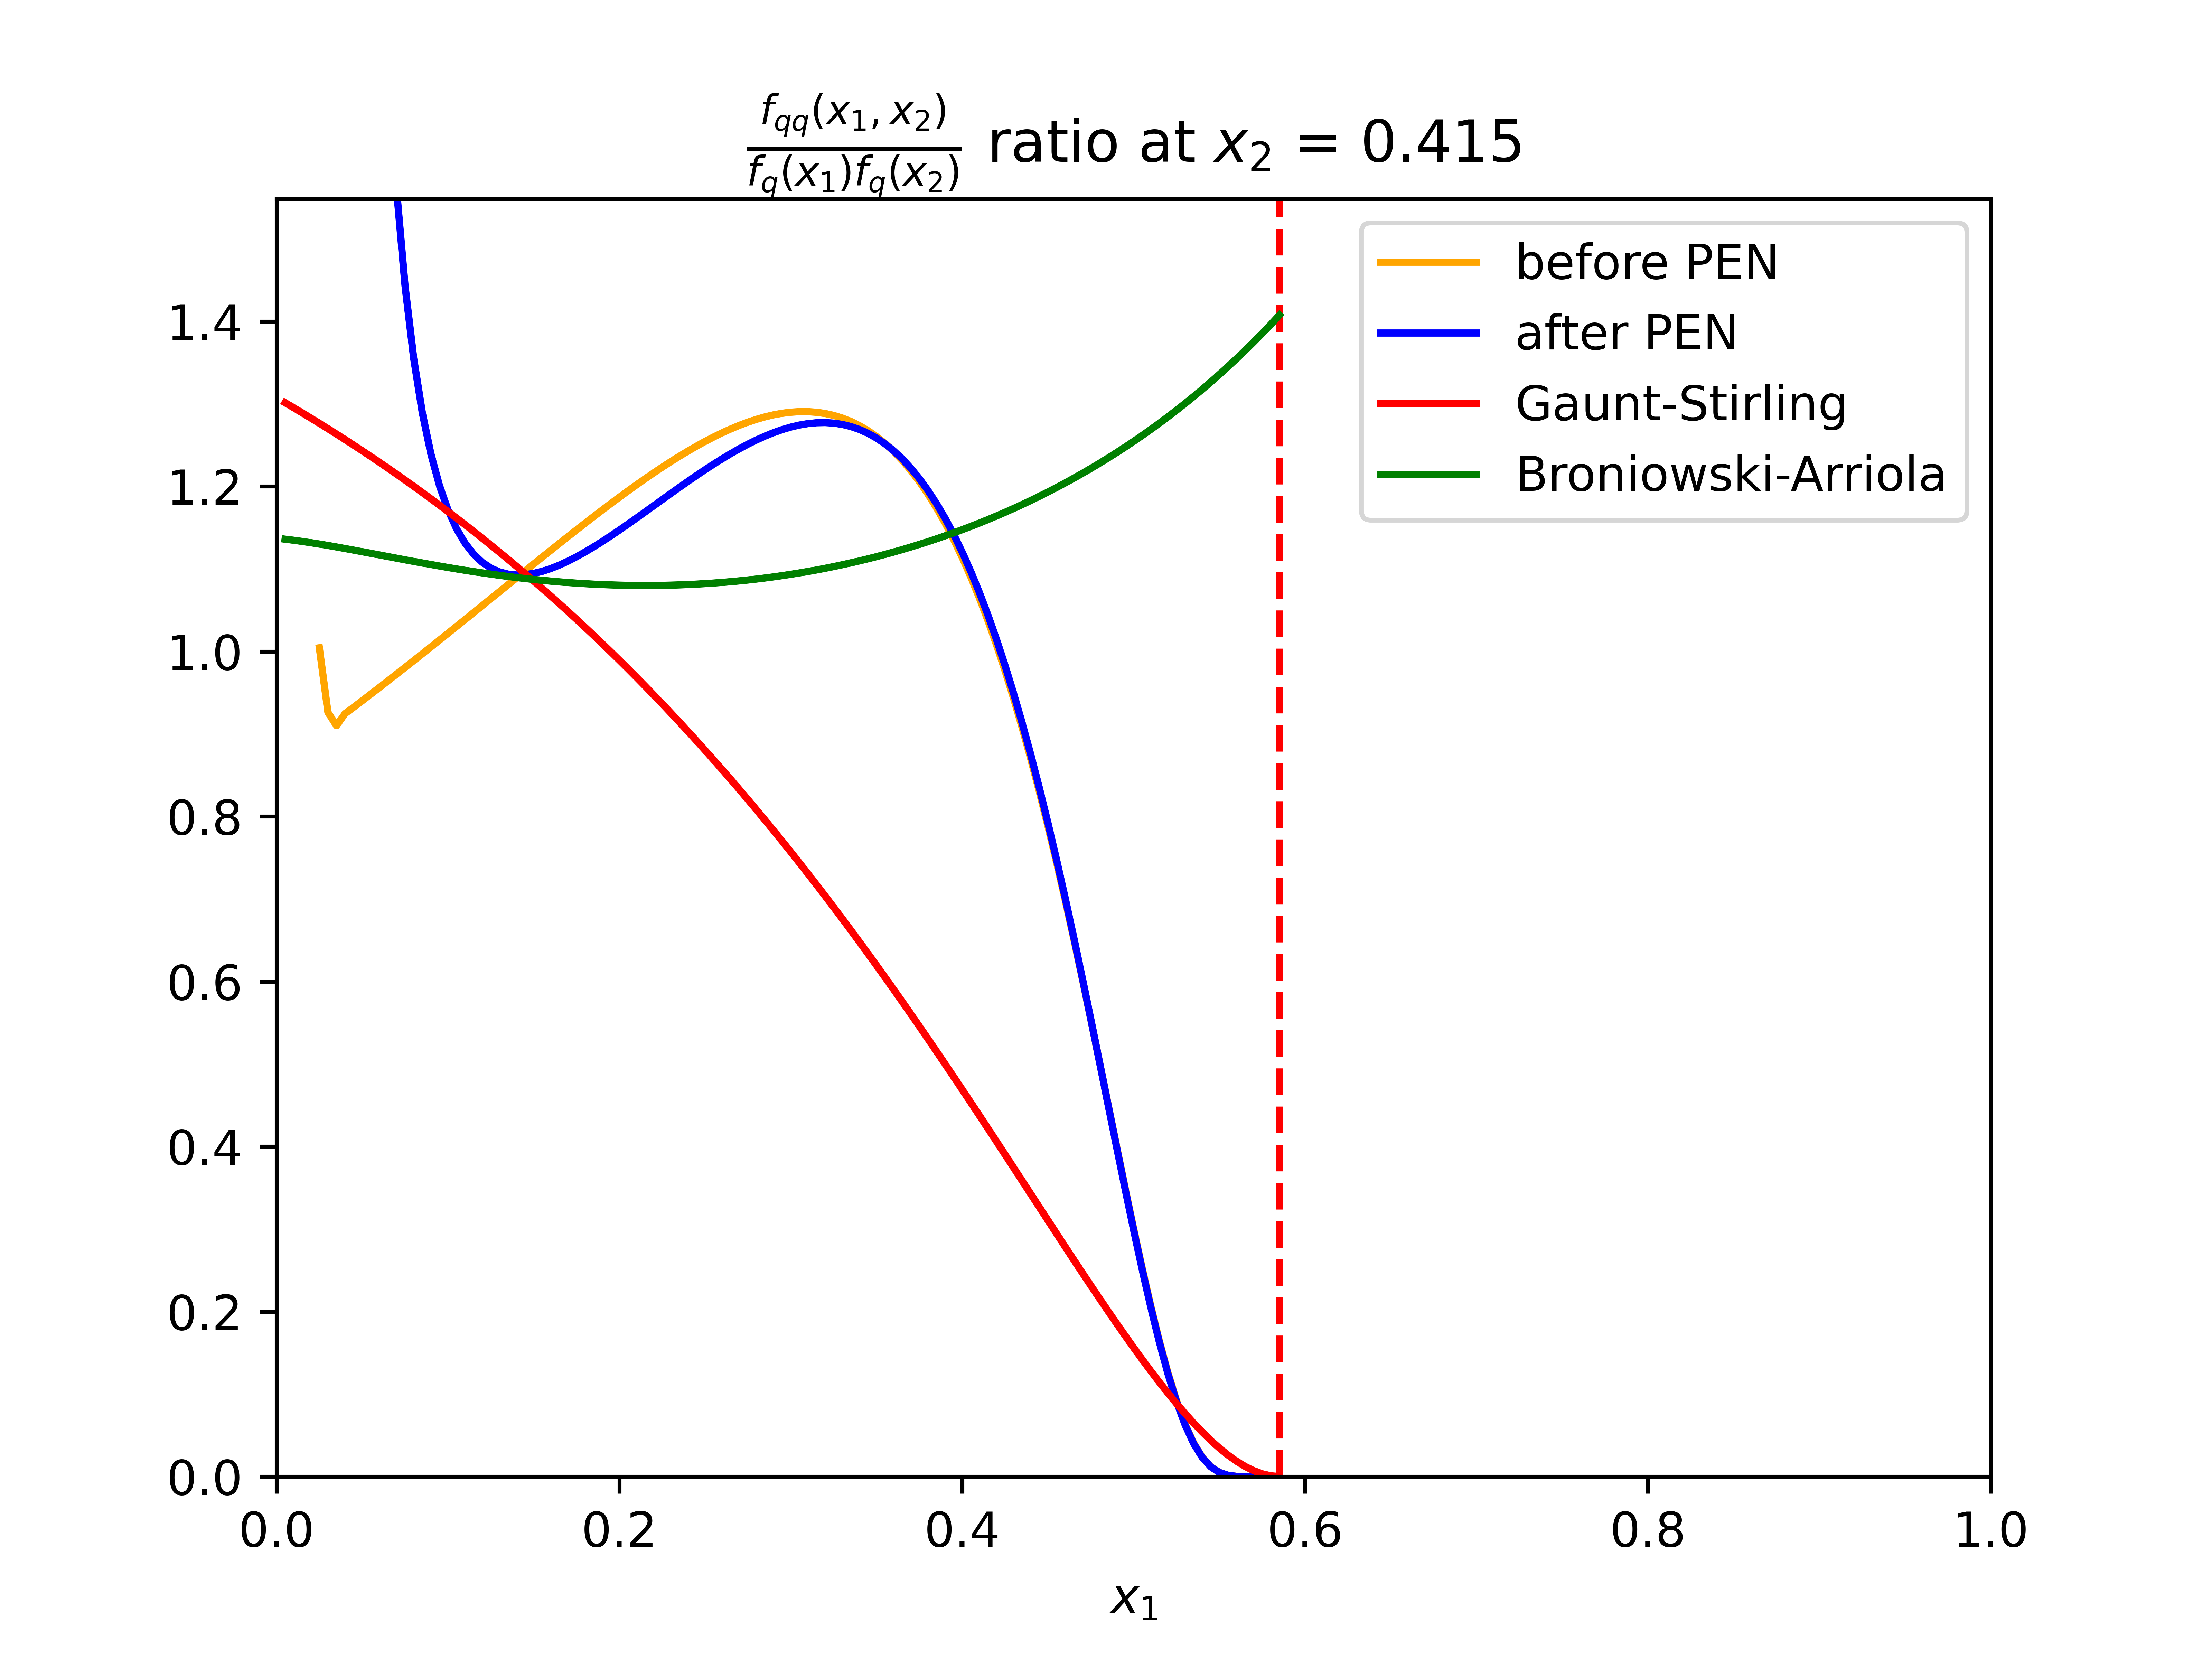 f_qq(x_1, x_2)
f_q(x_1)f_q(x_2)
ratio at x_2 = 0.415
before PEN
after PEN
Gaunt-Stirling
Broniowski-Arriola
1.4
1.2
1.0
0.8
0.6
0.4
0.2
0.0
0.0 0.2 0.4 0.6 0.8 1.0
x_1